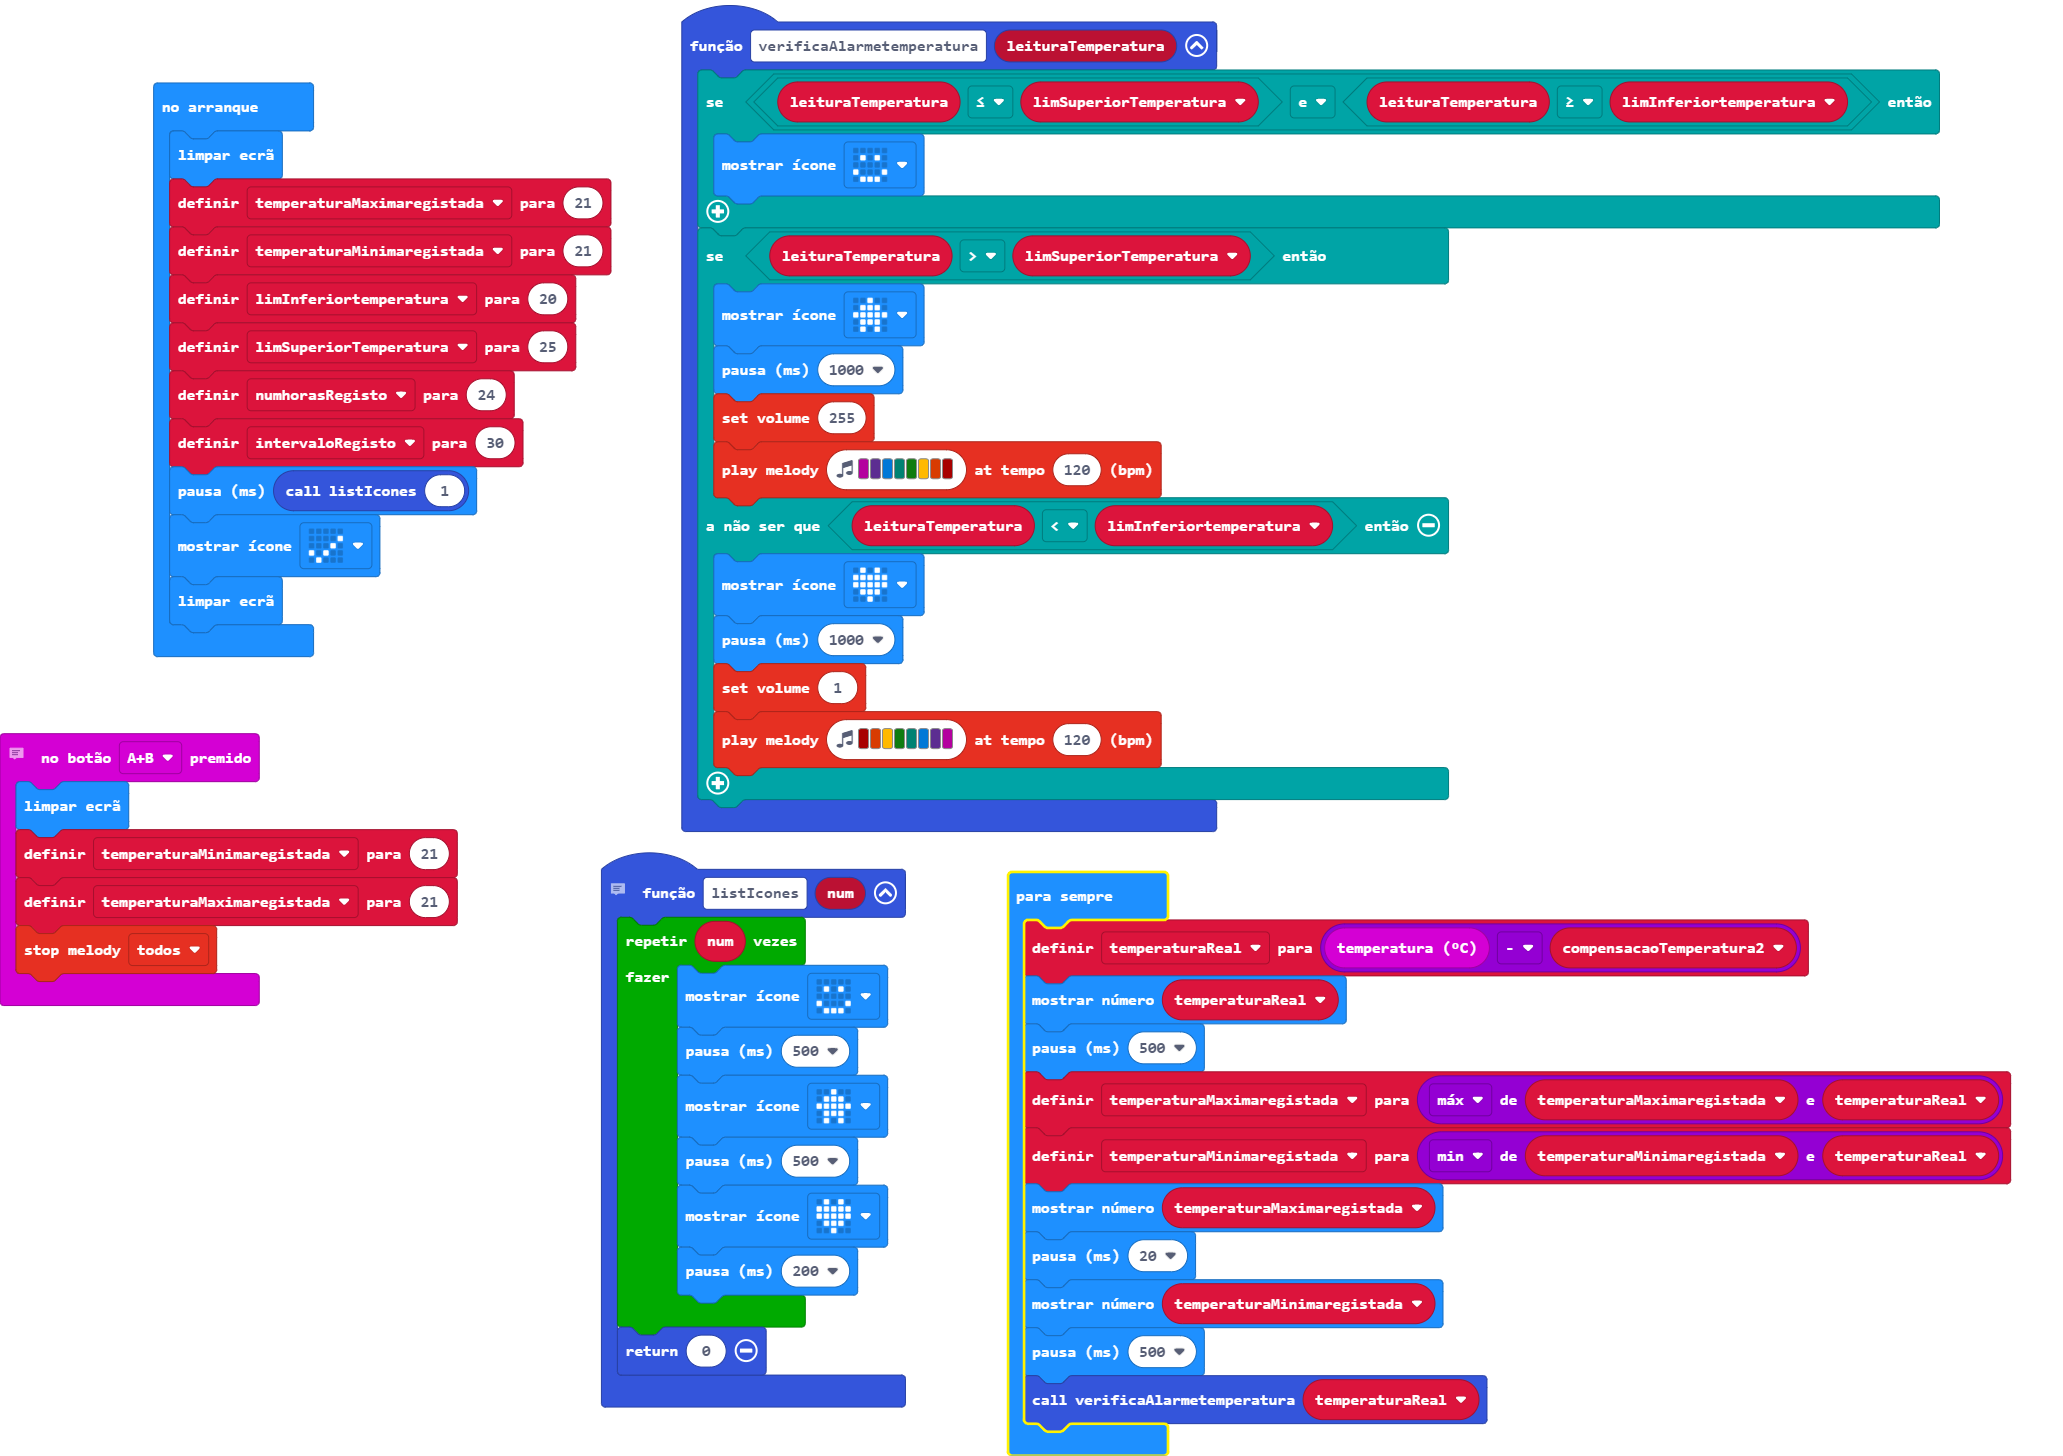 no arranque
limpar ecrã
definir temperaturaMaximaregistada para 21
definir temperaturaMinimaregistada para 21
definir limInferiortemperatura para 20
definir limSuperiorTemperatura para 25
definir numhorasRegisto para 24
definir intervaloRegisto para 30
pausa (ms) call listIcones 1
mostrar ícone
limpar ecrã
no botão A+B premido
limpar ecrã
definir temperaturaMinimaregistada para 21
definir temperaturaMaximaregistada para 21
stop melody todos
função verificaAlarmetemperatura leituraTemperatura
se leituraTemperatura ≤ limSuperiorTemperatura e leituraTemperatura ≥ limInferiortemperatura então
mostrar ícone
se leituraTemperatura > limSuperiorTemperatura então
mostrar ícone
pausa (ms) 1000
set volume 255
play melody at tempo 120 (bpm)
a não ser que leituraTemperatura < limInferiortemperatura então
mostrar ícone
pausa (ms) 1000
set volume 1
play melody at tempo 120 (bpm)
função listIcones num
repetir num vezes
fazer
mostrar ícone
pausa (ms) 500
mostrar ícone
pausa (ms) 500
mostrar ícone
pausa (ms) 200
return 0
para sempre
definir temperaturaReal para temperatura (ºC) - compensacaoTemperatura2
mostrar número temperaturaReal
pausa (ms) 500
definir temperaturaMaximaregistada para máx de temperaturaMaximaregistada e temperaturaReal
definir temperaturaMinimaregistada para min de temperaturaMinimaregistada e temperaturaReal
mostrar número temperaturaMaximaregistada
pausa (ms) 20
mostrar número temperaturaMinimaregistada
pausa (ms) 500
call verificaAlarmetemperatura temperaturaReal